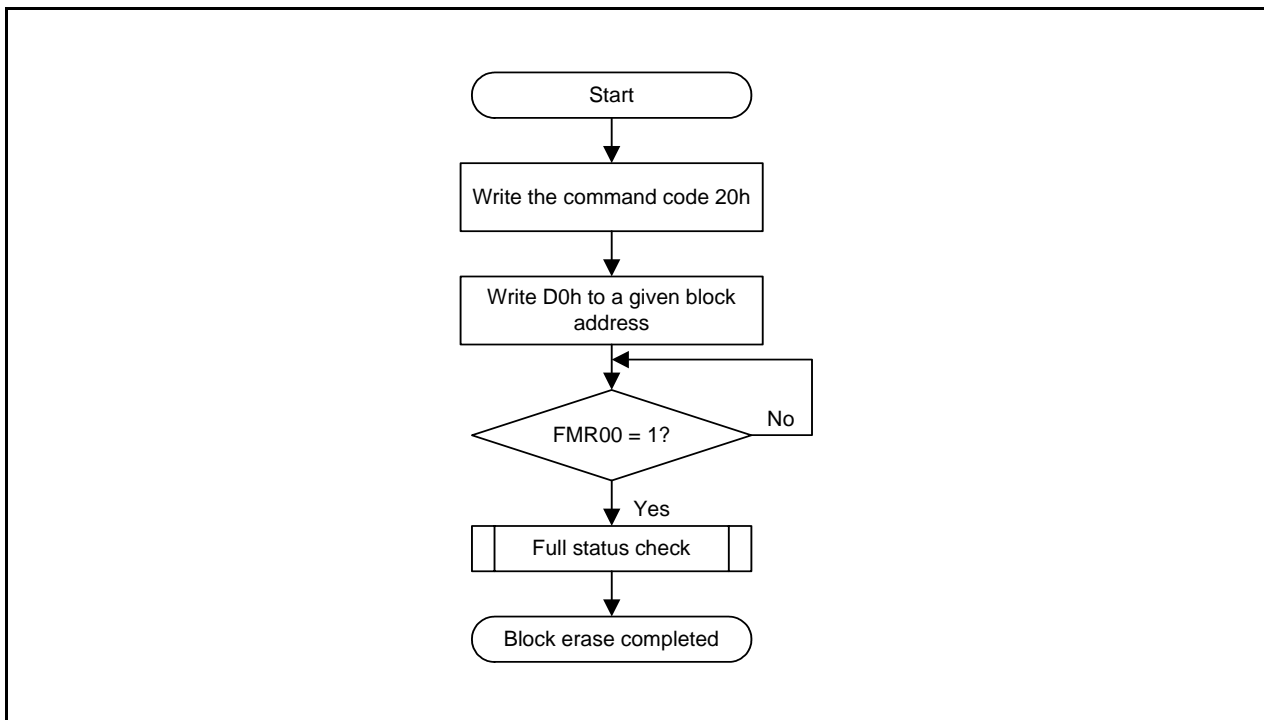 Start
Write the command code 20h
Write D0h to a given block
address
FMR00 = 1?
No
Yes
Full status check
Block erase completed